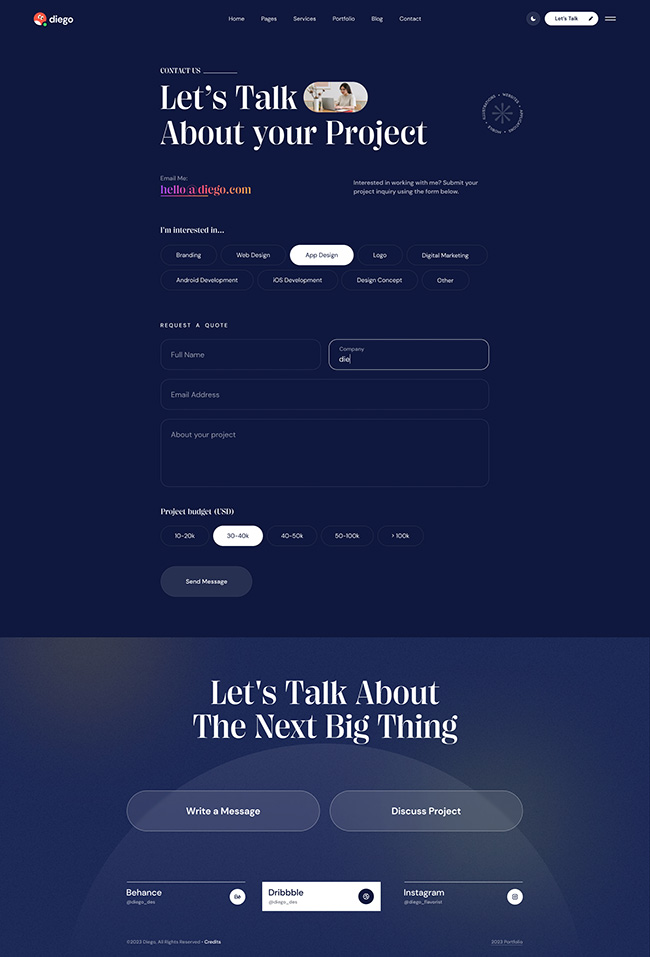 diego
Home Pages Services Portfolio Blog Contact
Let's Talk
CONTACT US
Let's Talk
About your Project
WEBSITES • APPLICATIONS • MOBILE • ILLUSTRATIONS •
Email Me:
hello@diego.com
Interested in working with me? Submit your
project inquiry using the form below.
I'm interested in...
Branding Web Design App Design Logo Digital Marketing
Android Development iOS Development Design Concept Other
REQUEST A QUOTE
Full Name
Company
die
Email Address
About your project
Project budget (USD)
10-20k 30-40k 40-50k 50-100k > 100k
Send Message
Let's Talk About
The Next Big Thing
Write a Message Discuss Project
Behance Dribbble Instagram
@diego_des @diego_des @diego_flavorist
©2023 Diego, All Rights Reserved • Credits